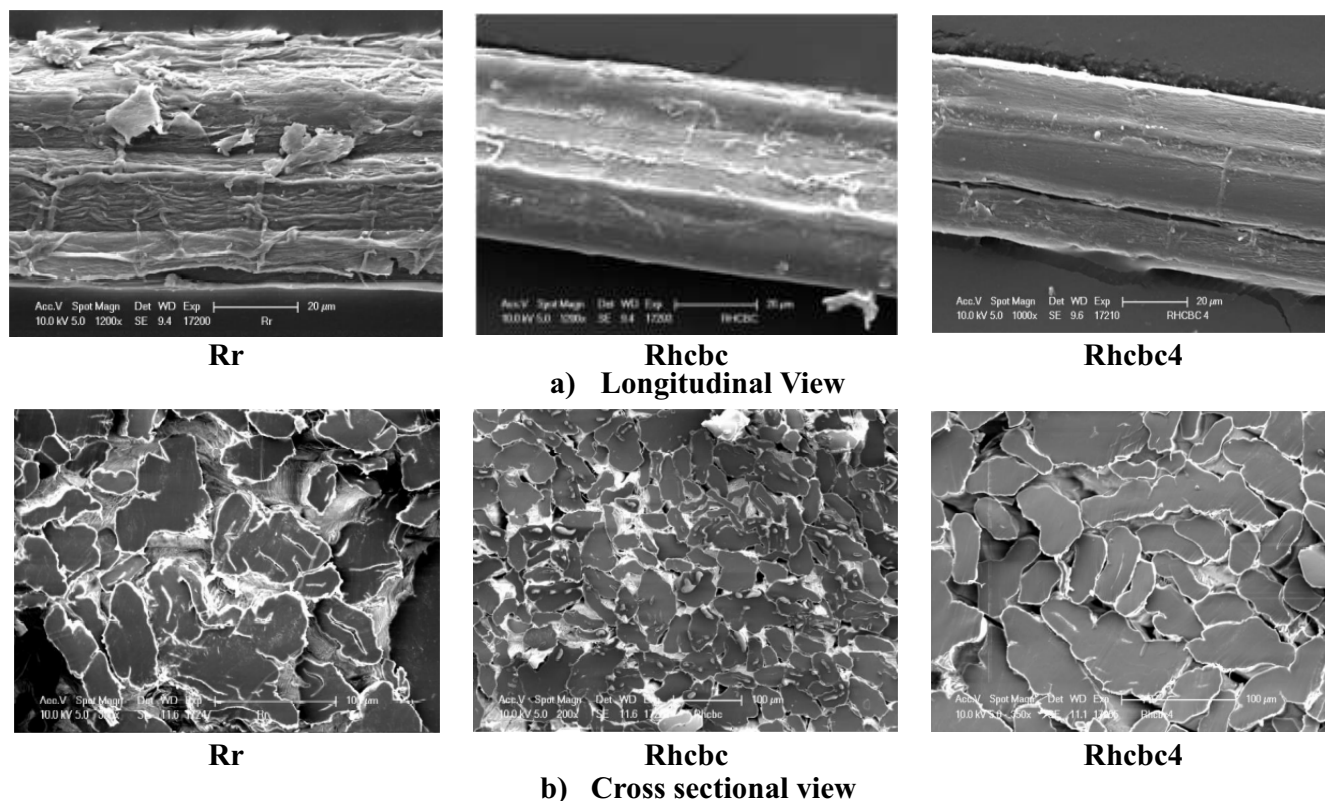 Acc.V Spot Magn Det WD Exp 20 µm
10.0 kV 5.0 1200x SE 9.4 17200 Rr
Acc.V Spot Magn Det WD Exp 20 µm
10.0 kV 5.0 1200x SE 9.4 17202 RHCBC
Acc.V Spot Magn Det WD Exp 20 µm
10.0 kV 5.0 1000x SE 9.6 17210 RHCBC 4
Rr
Rhcbc
Rhcbc4
a) Longitudinal View
Acc.V Spot Magn Det WD Exp
10.0 kV 5.0 SE 11.6 Rr
Acc.V Spot Magn Det WD Exp 100 µm
10.0 kV 5.0 200x SE 11.6 Rhcbc
Acc.V Spot Magn Det WD Exp 100 µm
10.0 kV 5.0 350x SE 11.1 Rhcbc4
Rr
Rhcbc
Rhcbc4
b) Cross sectional view